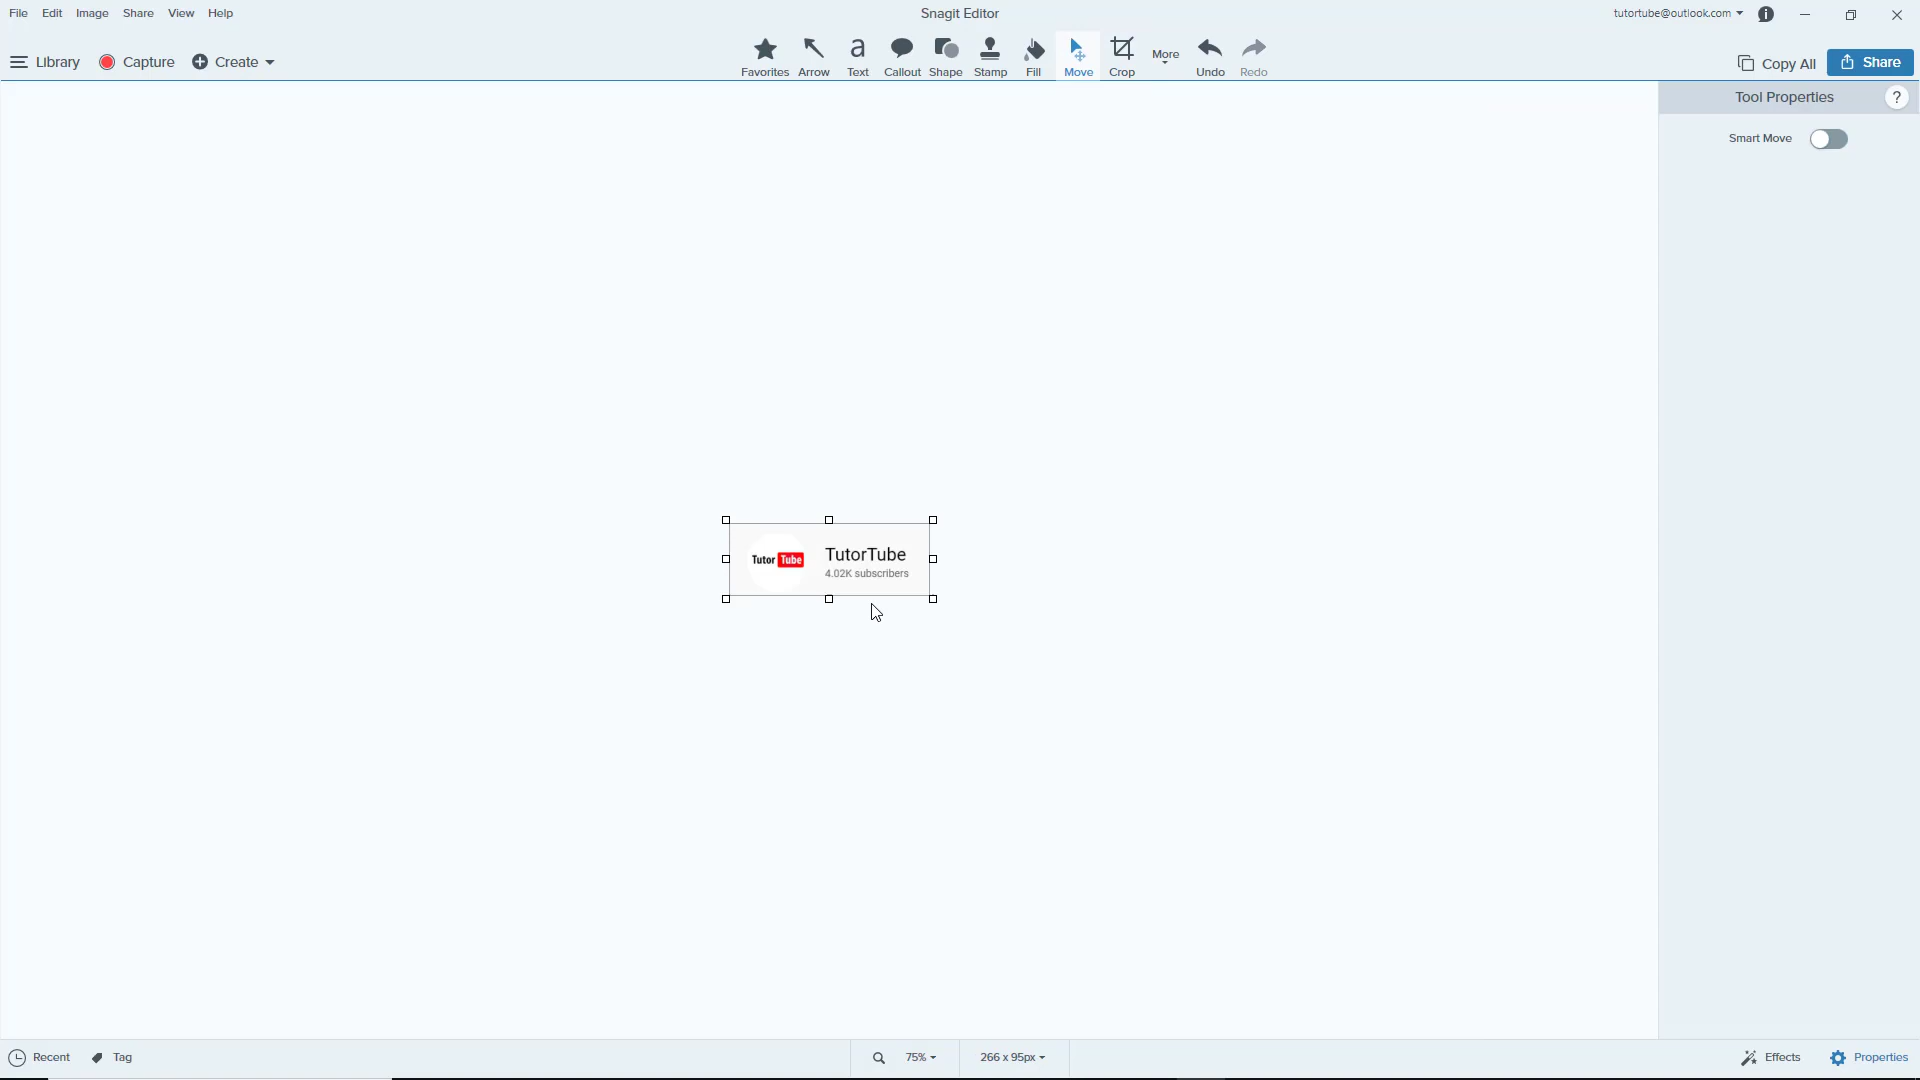 File Edit Image Share View Help
Snagit Editor
tutortube@outlook.com
Library Capture Create
Favorites Arrow a Text Callout Shape Stamp Fill Move Crop More Undo Redo
Copy All Share
Tool Properties ?
Smart Move
Tutor Tube
TutorTube
4.02K subscribers
Recent Tag
75%
266 x 95px
Effects Properties